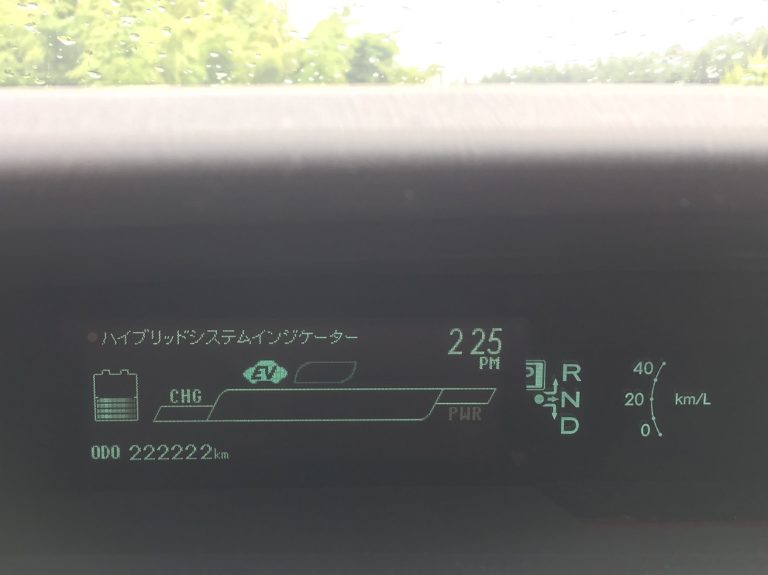 ハイブリッドシステムインジケーター
2 25
PM
EV
CHG
PWR
ODO 222222km
P
R
N
D
40
20
0
km/L